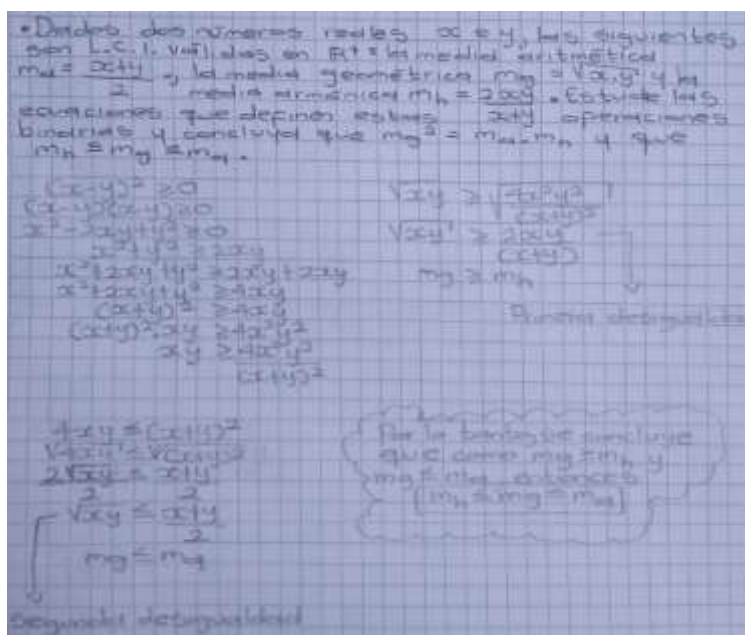 • Dados dos números reales x e y, las siguientes
son L.C.I. válidas en R⁺: la media aritmética
mₐ = x+y/2, la media geométrica mg = √x.y y la
media armónica mₕ = 2xy/x+y. Estudie las
ecuaciones que definen estas operaciones
binarias y concluya que mg² = mₐ.mₕ y que
mₕ ≤ mg ≤ mₐ.
(x-y)² ≥ 0
(x-y)(x-y) ≥ 0
x² - 2xy + y² ≥ 0
x² + y² ≥ 2xy
x² + 2xy + y² ≥ 2xy + 2xy
x² + 2xy + y² ≥ 4xy
(x+y)² ≥ 4xy
(x+y)².xy ≥ 4x²y²
xy ≥ 4x²y²/(x+y)²
√xy ≥ √4x²y²/(x+y)²
√xy ≥ 2xy/(x+y)
mg ≥ mₕ
Primera desigualdad
4xy ≤ (x+y)²
√4xy ≤ √(x+y)²
2√xy/2 ≤ x+y/2
√xy ≤ x+y/2
mg ≤ mₐ
Segunda desigualdad
Por lo tanto se concluye
que como mg ≥ mₕ y
mg ≤ mₐ entonces
[mₕ ≤ mg ≤ mₐ]